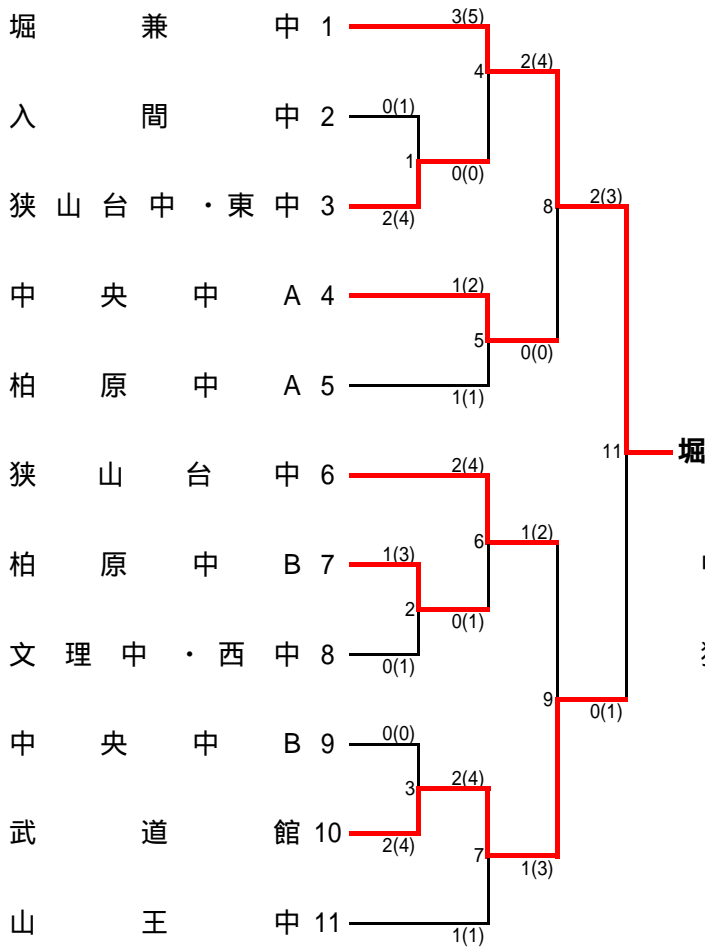 堀兼中 1
3(5)
4
2(4)
入間中 2
0(1)
1
0(0)
狭山台中・東中 3
2(4)
8
2(3)
中央中A 4
1(2)
5
0(0)
柏原中A 5
1(1)
11
堀
狭山台中 6
2(4)
6
1(2)
柏原中B 7
1(3)
2
0(1)
文理中・西中 8
0(1)
9
0(1)
中央中B 9
0(0)
3
2(4)
武道館 10
2(4)
7
1(3)
山王中 11
1(1)